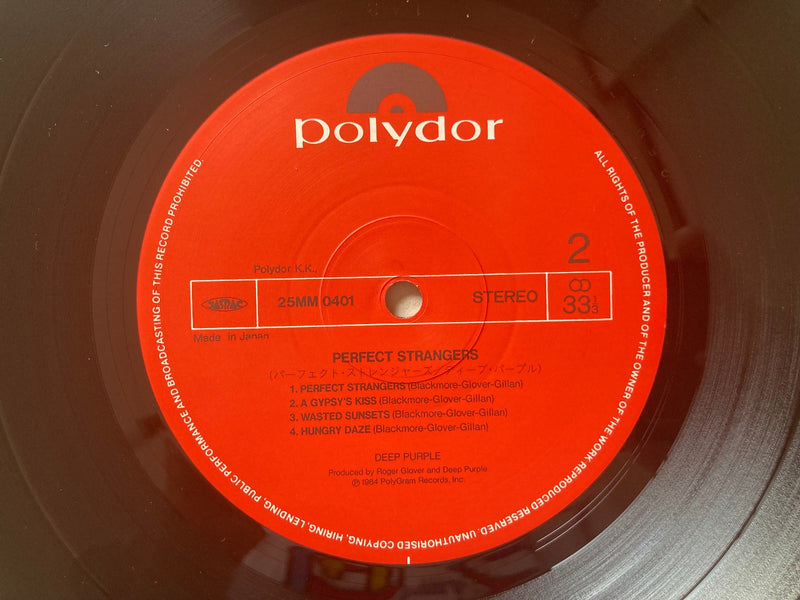 polydor
ALL RIGHTS OF THE PRODUCER AND OF THE OWNER OF THE WORK REPRODUCED RESERVED. UNAUTHORISED COPYING, HIRING, LENDING, PUBLIC PERFORMANCE AND BROADCASTING OF THIS RECORD PROHIBITED.
2
Polydor K.K.,
JASRAC
25MM 0401
STEREO
33 1/3
Made in Japan
PERFECT STRANGERS
(パーフェクト・ストレンジャーズ/ディープ・パープル)
1. PERFECT STRANGERS (Blackmore-Glover-Gillan)
2. A GYPSY'S KISS (Blackmore-Glover-Gillan)
3. WASTED SUNSETS (Blackmore-Glover-Gillan)
4. HUNGRY DAZE (Blackmore-Glover-Gillan)
DEEP PURPLE
Produced by Roger Glover and Deep Purple
Ⓟ 1984 PolyGram Records, Inc.